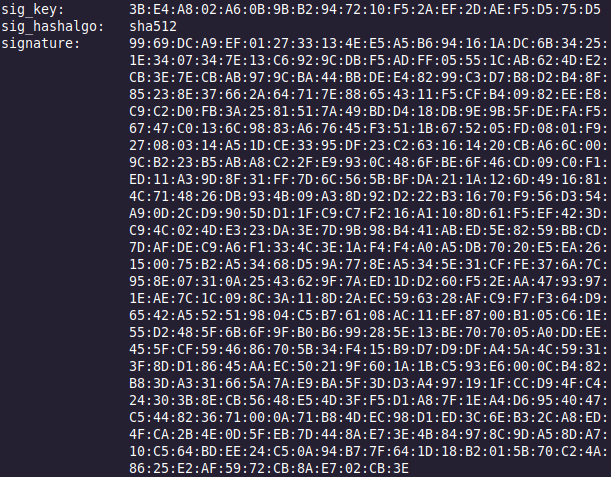 sig_key:        3B:E4:A8:02:A6:0B:9B:B2:94:72:10:F5:2A:EF:2D:AE:F5:D5:75:D5
sig_hashalgo:   sha512
signature:      99:69:DC:A9:EF:01:27:33:13:4E:E5:A5:B6:94:16:1A:DC:6B:34:25:
1E:34:07:34:7E:13:C6:92:9C:DB:F5:AD:FF:05:55:1C:AB:62:4D:E2:
CB:3E:7E:CB:AB:97:9C:BA:44:BB:DE:E4:82:99:C3:D7:B8:D2:B4:8F:
85:23:8E:37:66:2A:64:71:7E:88:65:43:11:F5:CF:B4:09:82:EE:E8:
C9:C2:D0:FB:3A:25:81:51:7A:49:BD:D4:18:DB:9E:9B:5F:DE:FA:F5:
67:47:C0:13:6C:98:83:A6:76:45:F3:51:1B:67:52:05:FD:08:01:F9:
27:08:03:14:A5:1D:CE:33:95:DF:23:C2:63:16:14:20:CB:A6:6C:00:
9C:B2:23:B5:AB:A8:C2:2F:E9:93:0C:48:6F:BE:6F:46:CD:09:C0:F1:
ED:11:A3:9D:8F:31:FF:7D:6C:56:5B:BF:DA:21:1A:12:6D:49:16:81:
4C:71:48:26:DB:93:4B:09:A3:8D:92:D2:22:B3:16:70:F9:56:D3:54:
A9:0D:2C:D9:90:5D:D1:1F:C9:C7:F2:16:A1:10:8D:61:F5:EF:42:3D:
C9:4C:02:4D:E3:23:DA:3E:7D:9B:98:B4:41:AB:ED:5E:82:59:BB:CD:
7D:AF:DE:C9:A6:F1:33:4C:3E:1A:F4:F4:A0:A5:DB:70:20:E5:EA:26:
15:00:75:B2:A5:34:68:D5:9A:77:8E:A5:34:5E:31:CF:FE:37:6A:7C:
95:8E:07:31:0A:25:43:62:9F:7A:ED:1D:D2:60:F5:2E:AA:47:93:97:
1E:AE:7C:1C:09:8C:3A:11:8D:2A:EC:59:63:28:AF:C9:F7:F3:64:D9:
65:42:A5:52:51:98:04:C5:B7:61:08:AC:11:EF:87:00:B1:05:C6:1E:
55:D2:48:5F:6B:6F:9F:B0:B6:99:28:5E:13:BE:70:70:05:A0:DD:EE:
45:5F:CF:59:46:86:70:5B:34:F4:15:B9:D7:D9:DF:A4:5A:4C:59:31:
3F:8D:D1:86:45:AA:EC:50:21:9F:60:1A:1B:C5:93:E6:00:0C:B4:82:
B8:3D:A3:31:66:5A:7A:E9:BA:5F:3D:D3:A4:97:19:1F:CC:D9:4F:C4:
24:30:3B:8E:CB:56:48:E5:4D:3F:F5:D1:A8:7F:1E:A4:D6:95:40:47:
C5:44:82:36:71:00:0A:71:B8:4D:EC:98:D1:ED:3C:6E:B3:2C:A8:ED:
4F:CA:2B:4E:0D:5F:EB:7D:44:8A:E7:3E:4B:84:97:8C:9D:A5:8D:A7:
10:C5:64:BD:EE:24:C5:0A:94:B7:7F:64:1D:18:B2:01:5B:70:C2:4A:
86:25:E2:AF:59:72:CB:8A:E7:02:CB:3E